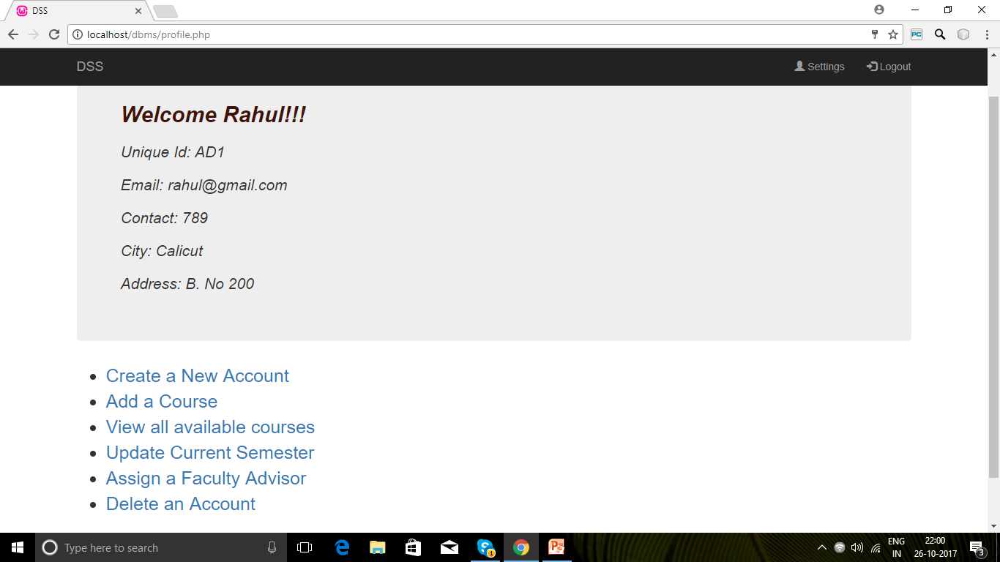 DSS
localhost/dbms/profile.php
PC
DSS
Settings
Logout
Welcome Rahul!!!
Unique Id: AD1
Email: rahul@gmail.com
Contact: 789
City: Calicut
Address: B. No 200
Create a New Account
Add a Course
View all available courses
Update Current Semester
Assign a Faculty Advisor
Delete an Account
Type here to search
1
ENG
IN
22:00
26-10-2017
3